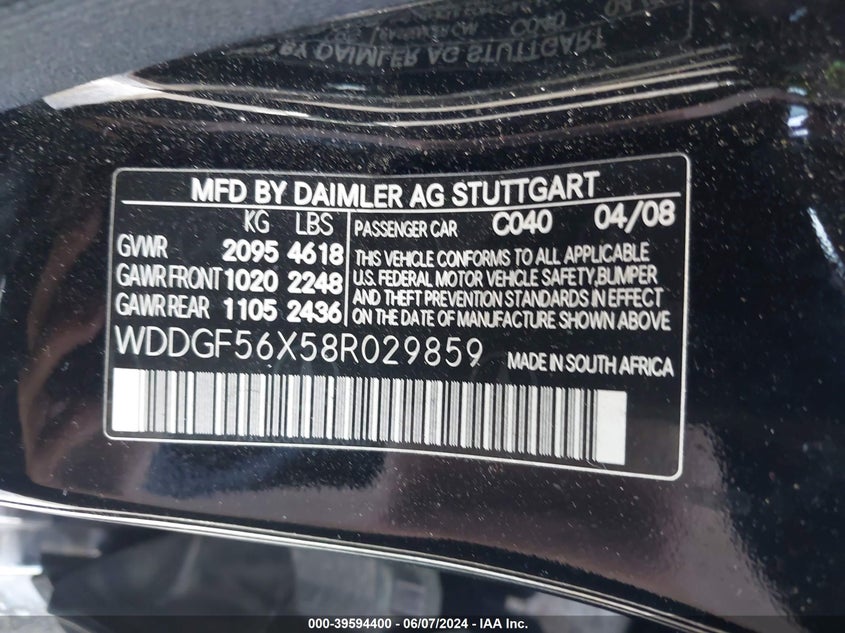 MFD BY DAIMLER AG STUTTGART
KG LBS
GVWR 2095 4618
GAWR FRONT 1020 2248
GAWR REAR 1105 2436
PASSENGER CAR C040 04/08
THIS VEHICLE CONFORMS TO ALL APPLICABLE
U.S. FEDERAL MOTOR VEHICLE SAFETY, BUMPER
AND THEFT PREVENTION STANDARDS IN EFFECT
ON THE DATE OF MANUFACTURE SHOWN ABOVE
WDDGF56X58R029859 MADE IN SOUTH AFRICA
000-39594400 - 06/07/2024 - IAA Inc.